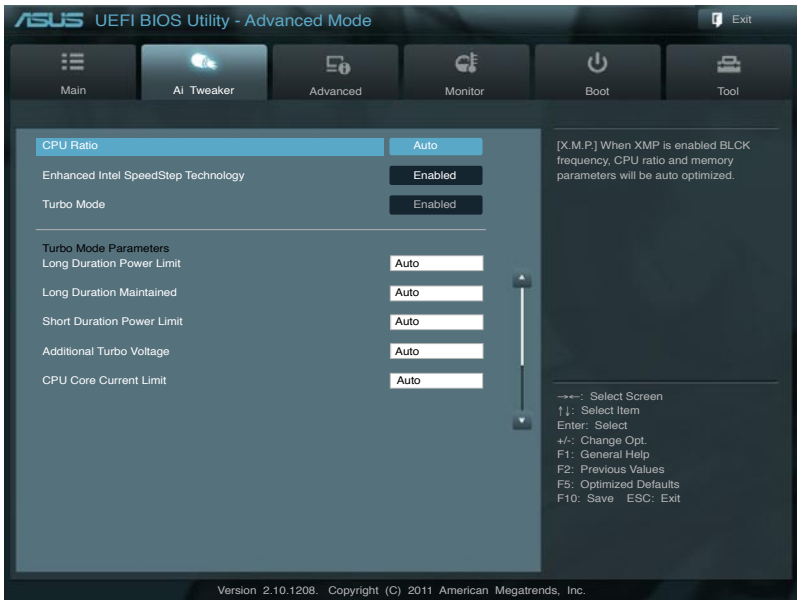 ASUS UEFI BIOS Utility - Advanced Mode
Exit
Main
Ai Tweaker
Advanced
Monitor
Boot
Tool
CPU Ratio Auto
Enhanced Intel SpeedStep Technology Enabled
Turbo Mode Enabled
Turbo Mode Parameters
Long Duration Power Limit Auto
Long Duration Maintained Auto
Short Duration Power Limit Auto
Additional Turbo Voltage Auto
CPU Core Current Limit Auto
[X.M.P.] When XMP is enabled BLCK
frequency, CPU ratio and memory
parameters will be auto optimized.
→←: Select Screen
↑↓: Select Item
Enter: Select
+/-: Change Opt.
F1: General Help
F2: Previous Values
F5: Optimized Defaults
F10: Save ESC: Exit
Version 2.10.1208. Copyright (C) 2011 American Megatrends, Inc.